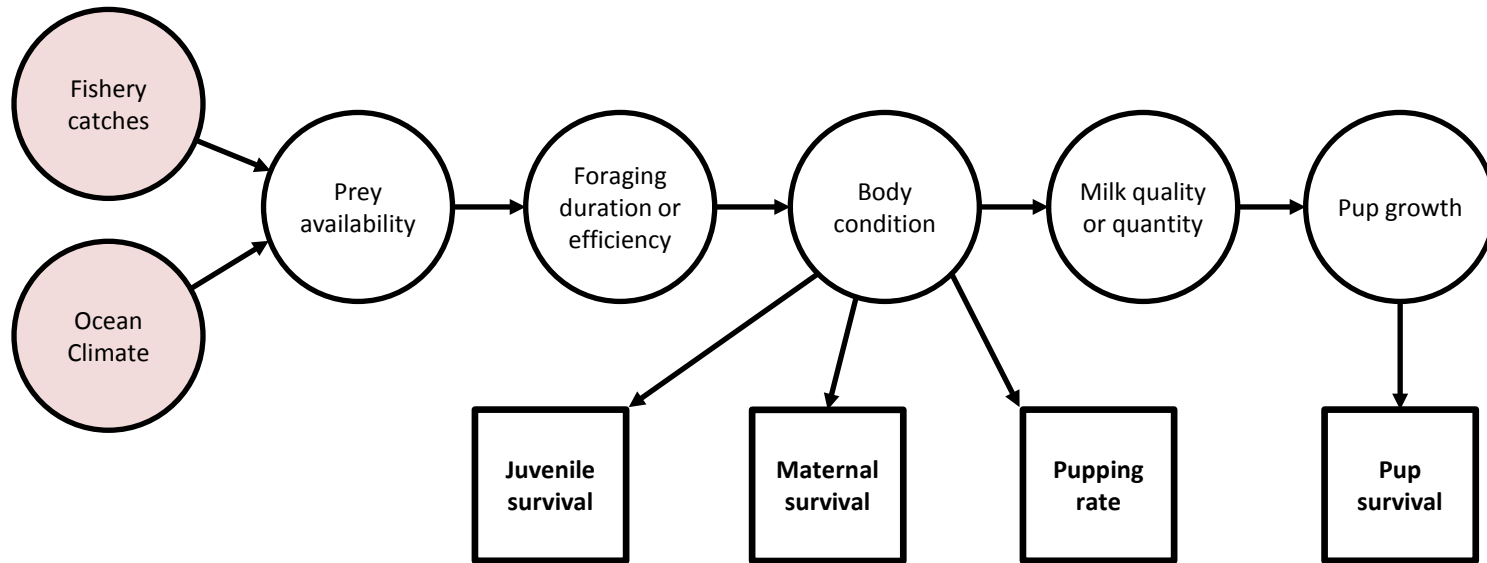 Fishery
catches
Ocean
Climate
Prey
availability
Foraging
duration or
efficiency
Body
condition
Milk quality
or quantity
Pup growth
Juvenile
survival
Maternal
survival
Pupping
rate
Pup
survival